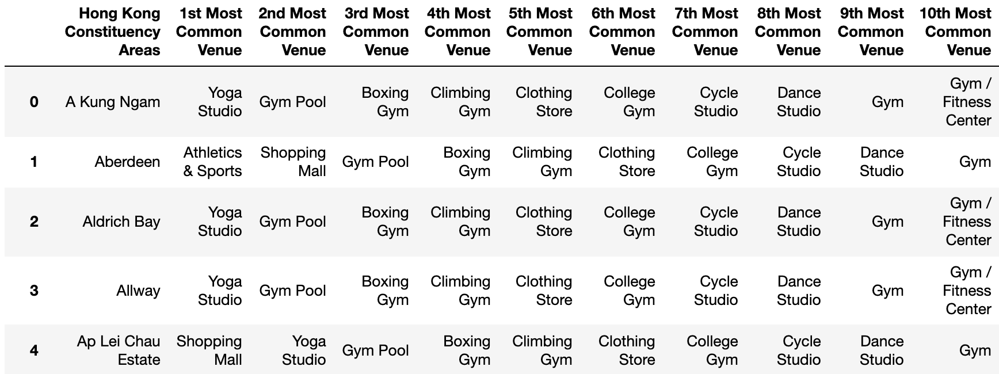 Hong Kong Constituency Areas 1st Most Common Venue 2nd Most Common Venue 3rd Most Common Venue 4th Most Common Venue 5th Most Common Venue 6th Most Common Venue 7th Most Common Venue 8th Most Common Venue 9th Most Common Venue 10th Most Common Venue
0 A Kung Ngam Yoga Studio Gym Pool Boxing Gym Climbing Gym Clothing Store College Gym Cycle Studio Dance Studio Gym Gym / Fitness Center
1 Aberdeen Athletics & Sports Shopping Mall Gym Pool Boxing Gym Climbing Gym Clothing Store College Gym Cycle Studio Dance Studio Gym
2 Aldrich Bay Yoga Studio Gym Pool Boxing Gym Climbing Gym Clothing Store College Gym Cycle Studio Dance Studio Gym Gym / Fitness Center
3 Allway Yoga Studio Gym Pool Boxing Gym Climbing Gym Clothing Store College Gym Cycle Studio Dance Studio Gym Gym / Fitness Center
4 Ap Lei Chau Estate Shopping Mall Yoga Studio Gym Pool Boxing Gym Climbing Gym Clothing Store College Gym Cycle Studio Dance Studio Gym